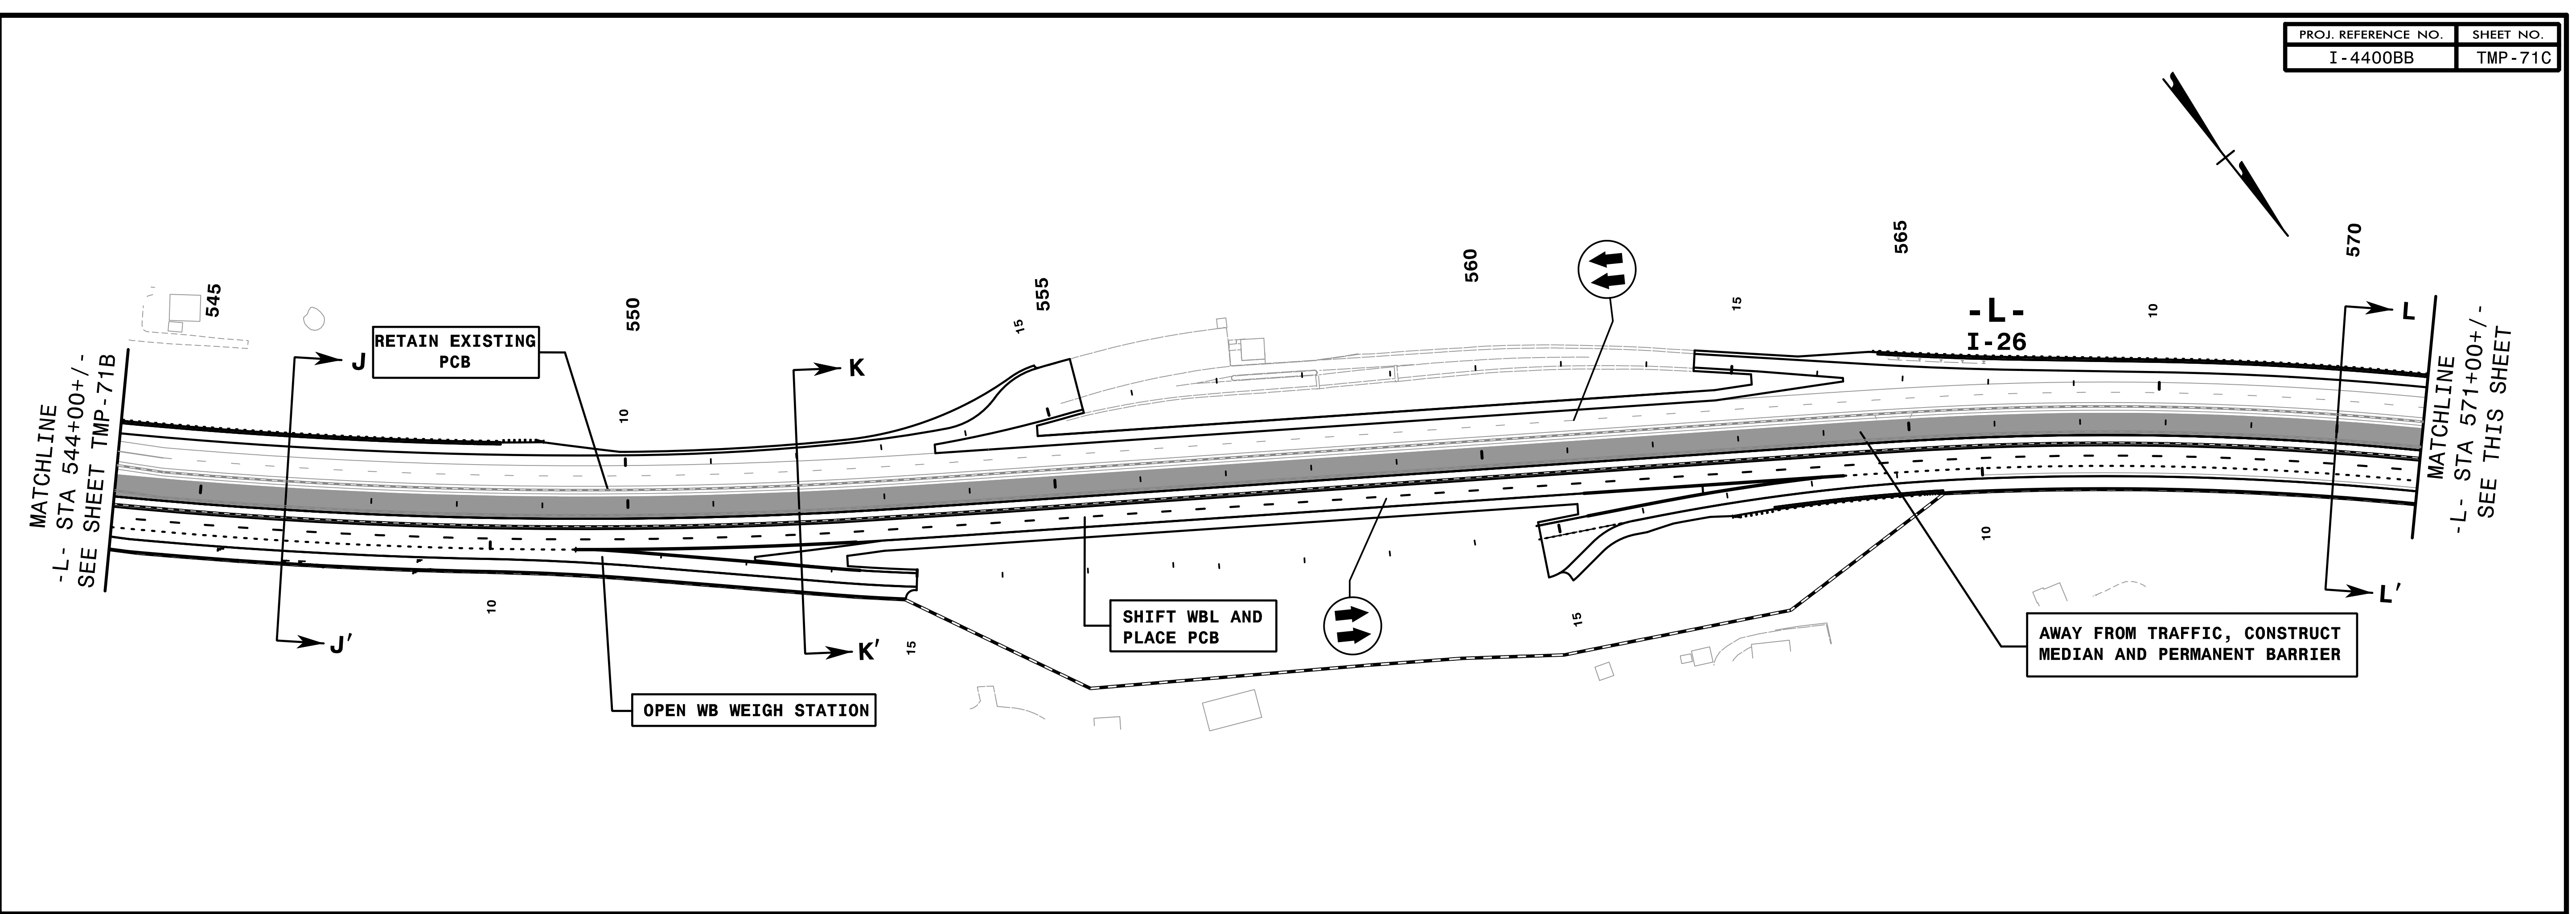 PROJ. REFERENCE NO.
SHEET NO.
I-4400BB
TMP-71C
545
550
555
560
565
570
15
15
10
-L-
I-26
L
J
RETAIN EXISTING
PCB
K
10
MATCHLINE
-L- STA 544+00+/-
SEE SHEET TMP-71B
MATCHLINE
-L- STA 571+00+/-
SEE THIS SHEET
10
10
J'
K'
L'
15
15
SHIFT WBL AND
PLACE PCB
AWAY FROM TRAFFIC, CONSTRUCT
MEDIAN AND PERMANENT BARRIER
OPEN WB WEIGH STATION